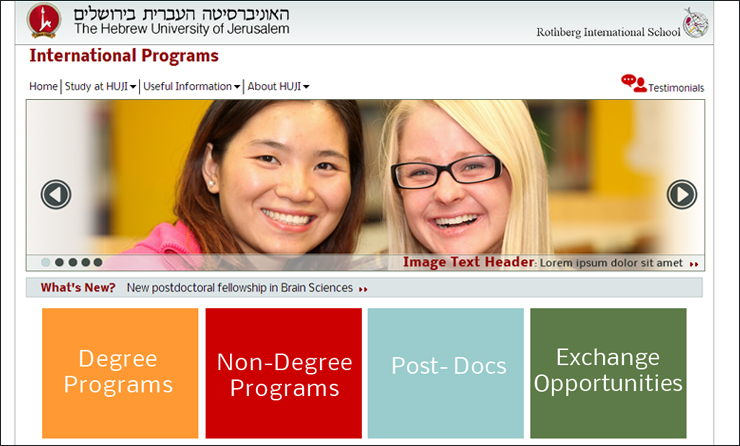 האוניברסיטה העברית בירושלים
The Hebrew University of Jerusalem
Rothberg International School
International Programs
Home Study at HUJI Useful Information About HUJI
Testimonials
Image Text Header: Lorem ipsum dolor sit amet
What's New? New postdoctoral fellowship in Brain Sciences
Degree
Programs
Non-Degree
Programs
Post- Docs
Exchange
Opportunities